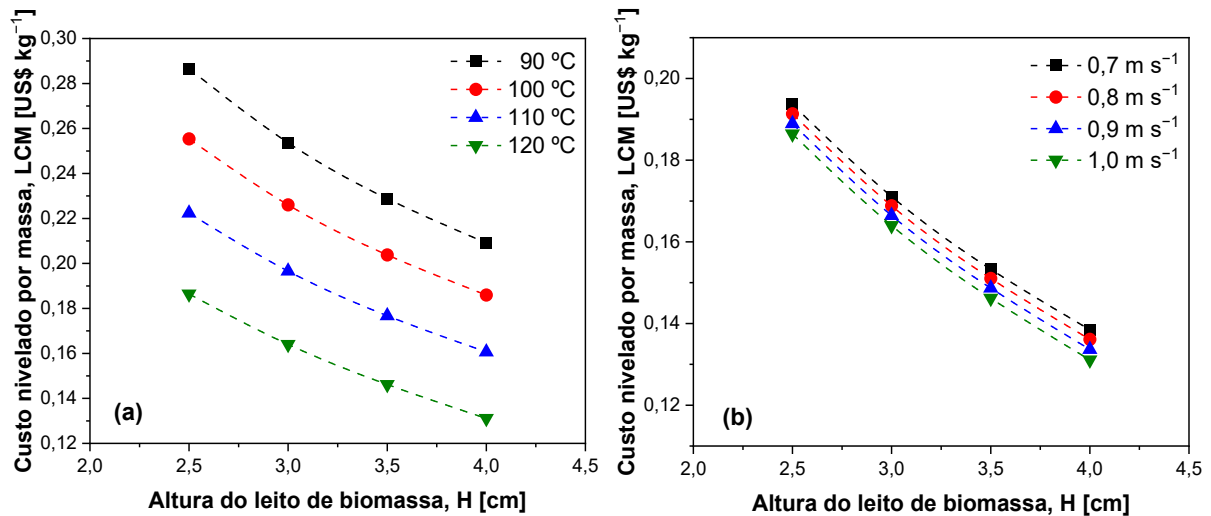 Custo nivelado por massa, LCM [US$ kg⁻¹]
0,30
0,28
0,26
0,24
0,22
0,20
0,18
0,16
0,14
0,12
90 ºC
100 ºC
110 ºC
120 ºC
(a)
2,0 2,5 3,0 3,5 4,0 4,5
Altura do leito de biomassa, H [cm]
Custo nivelado por massa, LCM [US$ kg⁻¹]
0,20
0,18
0,16
0,14
0,12
0,7 m s⁻¹
0,8 m s⁻¹
0,9 m s⁻¹
1,0 m s⁻¹
(b)
2,0 2,5 3,0 3,5 4,0 4,5
Altura do leito de biomassa, H [cm]